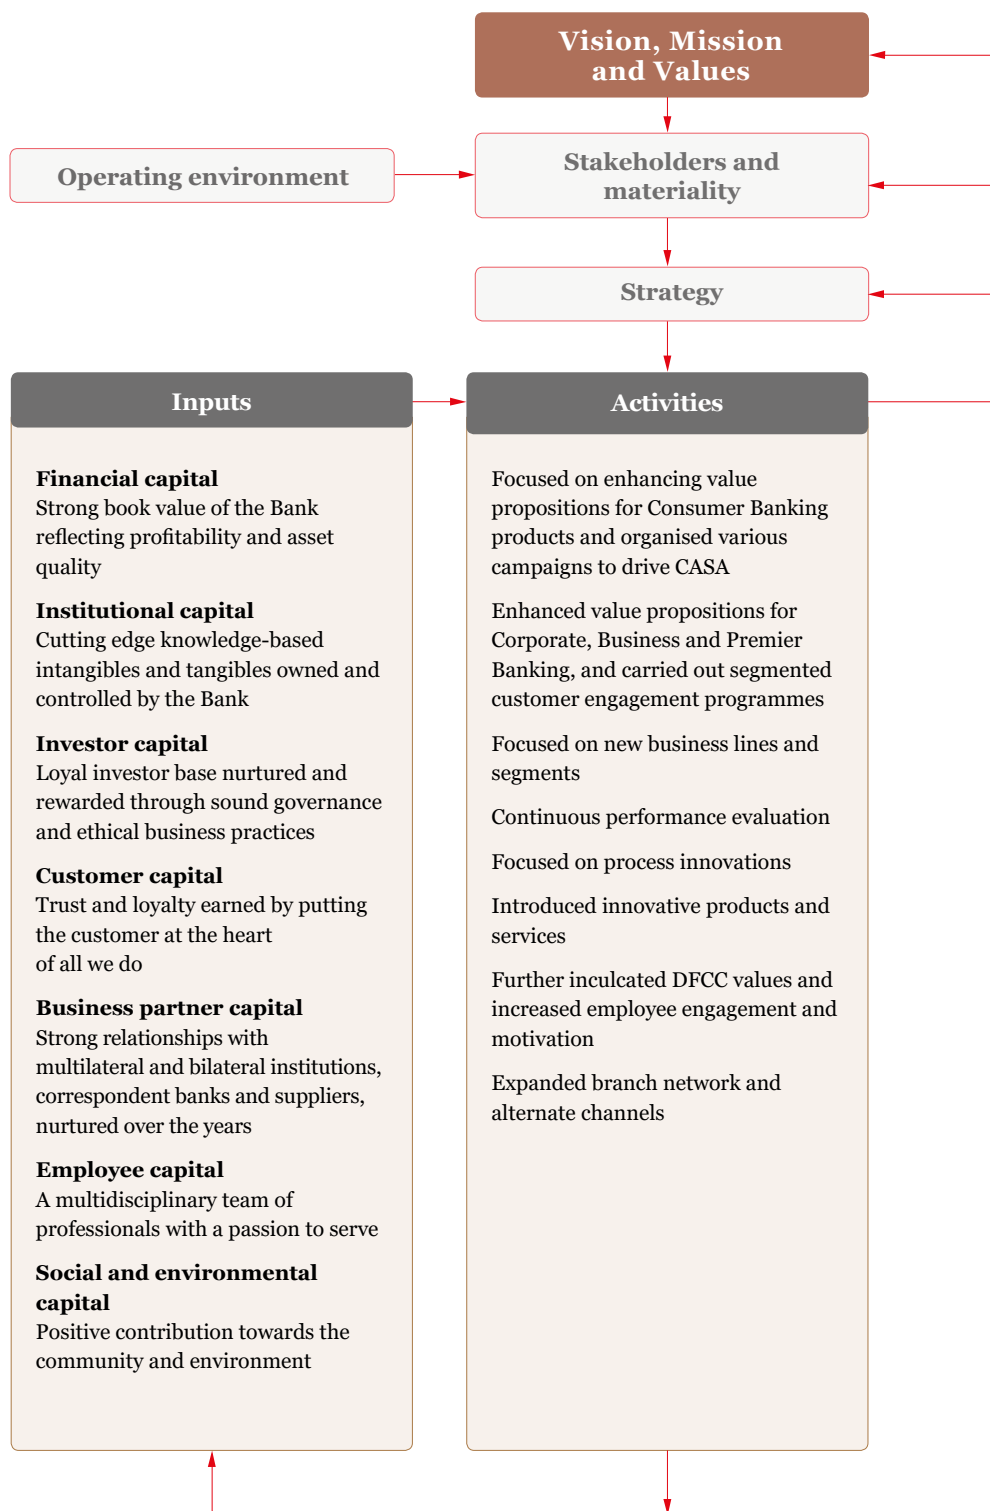 Vision, Mission
and Values
Operating environment
Stakeholders and
materiality
Strategy
Inputs
Financial capital
Strong book value of the Bank
reflecting profitability and asset
quality
Institutional capital
Cutting edge knowledge-based
intangibles and tangibles owned and
controlled by the Bank
Investor capital
Loyal investor base nurtured and
rewarded through sound governance
and ethical business practices
Customer capital
Trust and loyalty earned by putting
the customer at the heart
of all we do
Business partner capital
Strong relationships with
multilateral and bilateral institutions,
correspondent banks and suppliers,
nurtured over the years
Employee capital
A multidisciplinary team of
professionals with a passion to serve
Social and environmental
capital
Positive contribution towards the
community and environment
Activities
Focused on enhancing value
propositions for Consumer Banking
products and organised various
campaigns to drive CASA
Enhanced value propositions for
Corporate, Business and Premier
Banking, and carried out segmented
customer engagement programmes
Focused on new business lines and
segments
Continuous performance evaluation
Focused on process innovations
Introduced innovative products and
services
Further inculcated DFCC values and
increased employee engagement and
motivation
Expanded branch network and
alternate channels